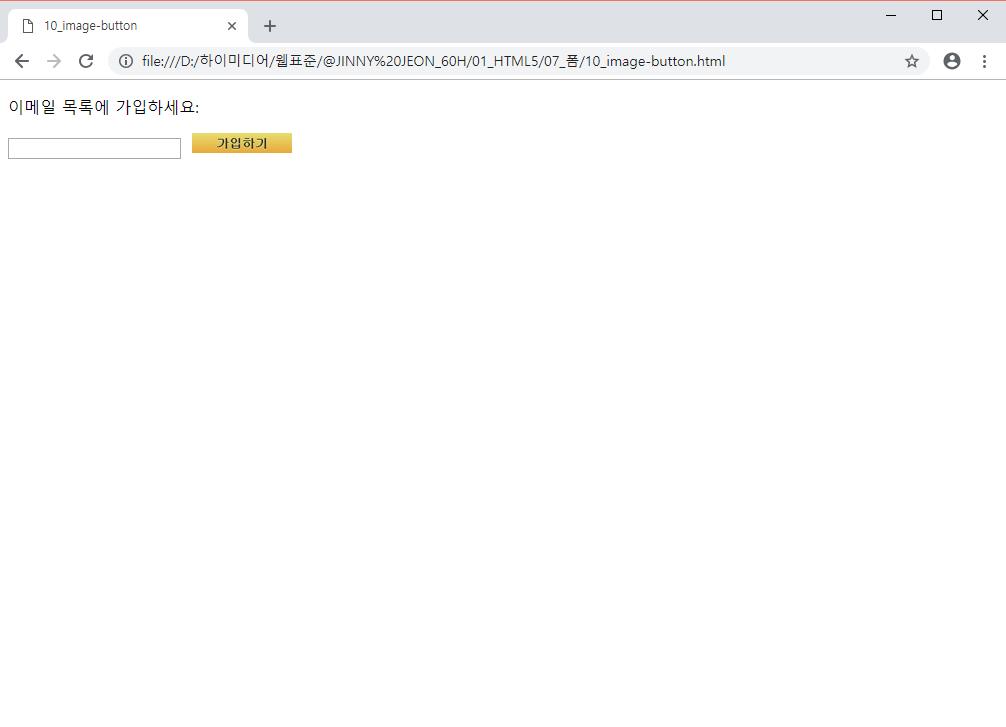 10_image-button
file:///D:/하이미디어/웰표준/@JINNY%20JEON_60H/01_HTML5/07_폼/10_image-button.html
이메일 목록에 가입하세요:
가입하기